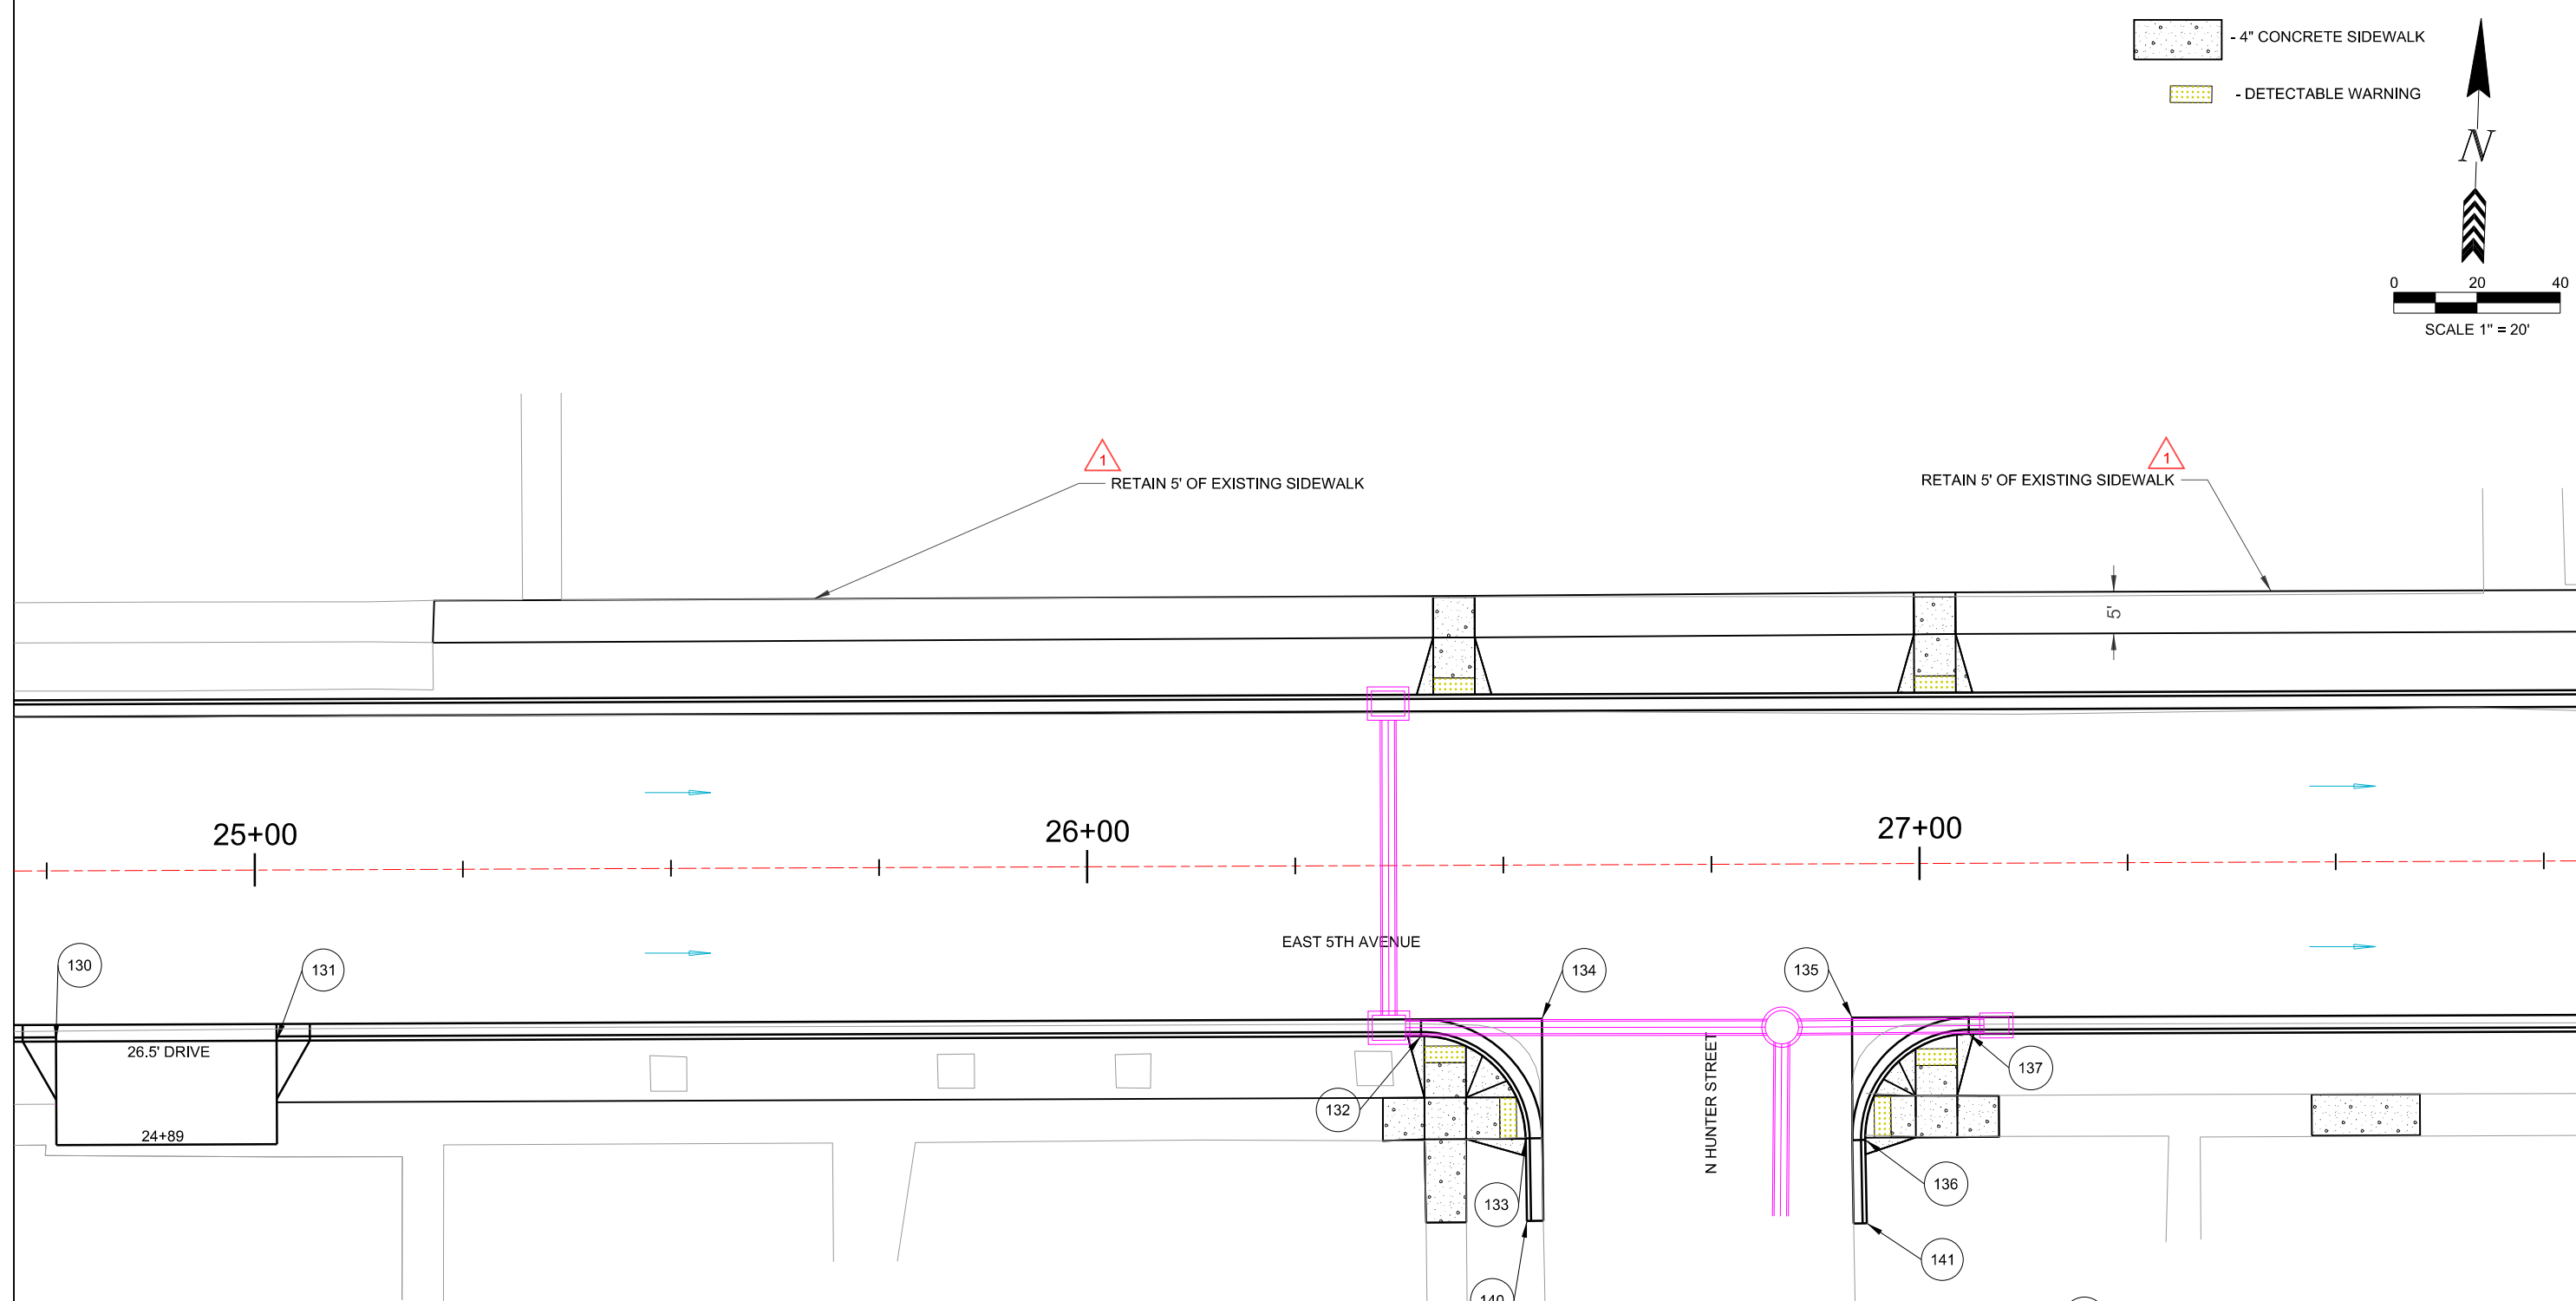 - 4" CONCRETE SIDEWALK
- DETECTABLE WARNING
N
0 20 40
SCALE 1" = 20'
1
RETAIN 5' OF EXISTING SIDEWALK
1
RETAIN 5' OF EXISTING SIDEWALK
5'
25+00
26+00
27+00
EAST 5TH AVENUE
130
131
134
135
26.5' DRIVE
24+89
132
133
N HUNTER STREET
137
136
141
140